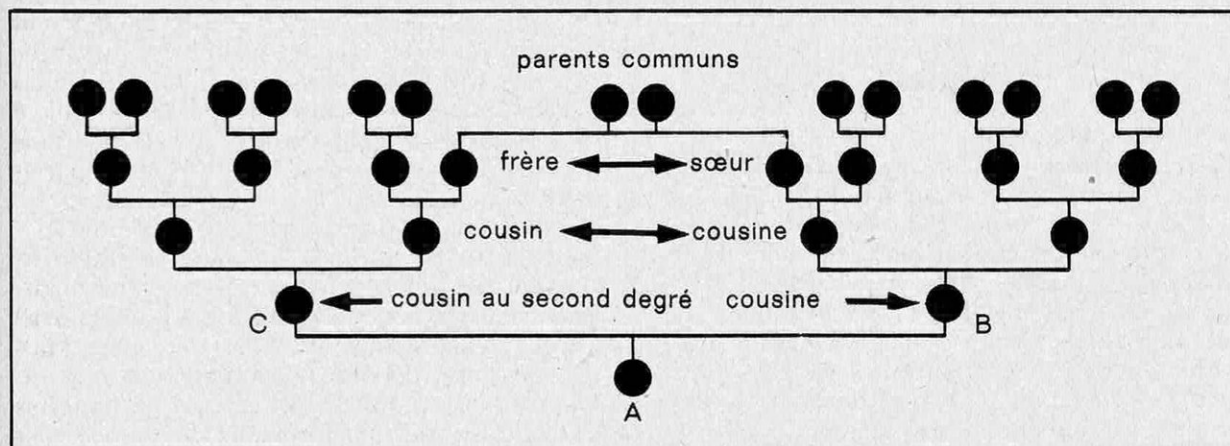 parents communs
frère sœur
cousin cousine
cousin au second degré cousine
C B
A